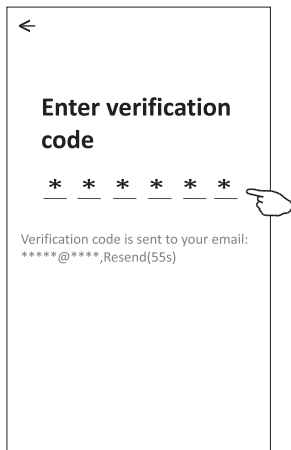 Enter verification
code
* * * * * *
Verification code is sent to your email:
*****@****,Resend(55s)